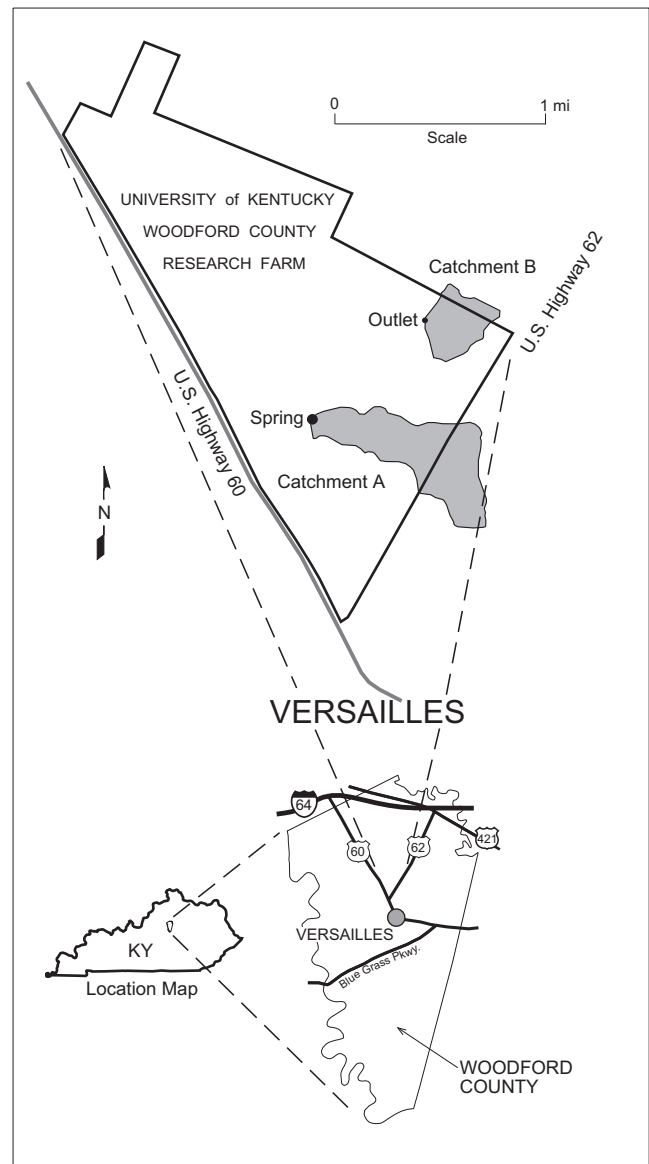 0
1 mi
Scale
UNIVERSITY of KENTUCKY
WOODFORD COUNTY
RESEARCH FARM
Catchment B
Outlet
U.S. Highway 62
U.S. Highway 60
Spring
Catchment A
N
VERSAILLES
64
60
62
421
VERSAILLES
Blue Grass Pkwy.
KY
Location Map
WOODFORD
COUNTY